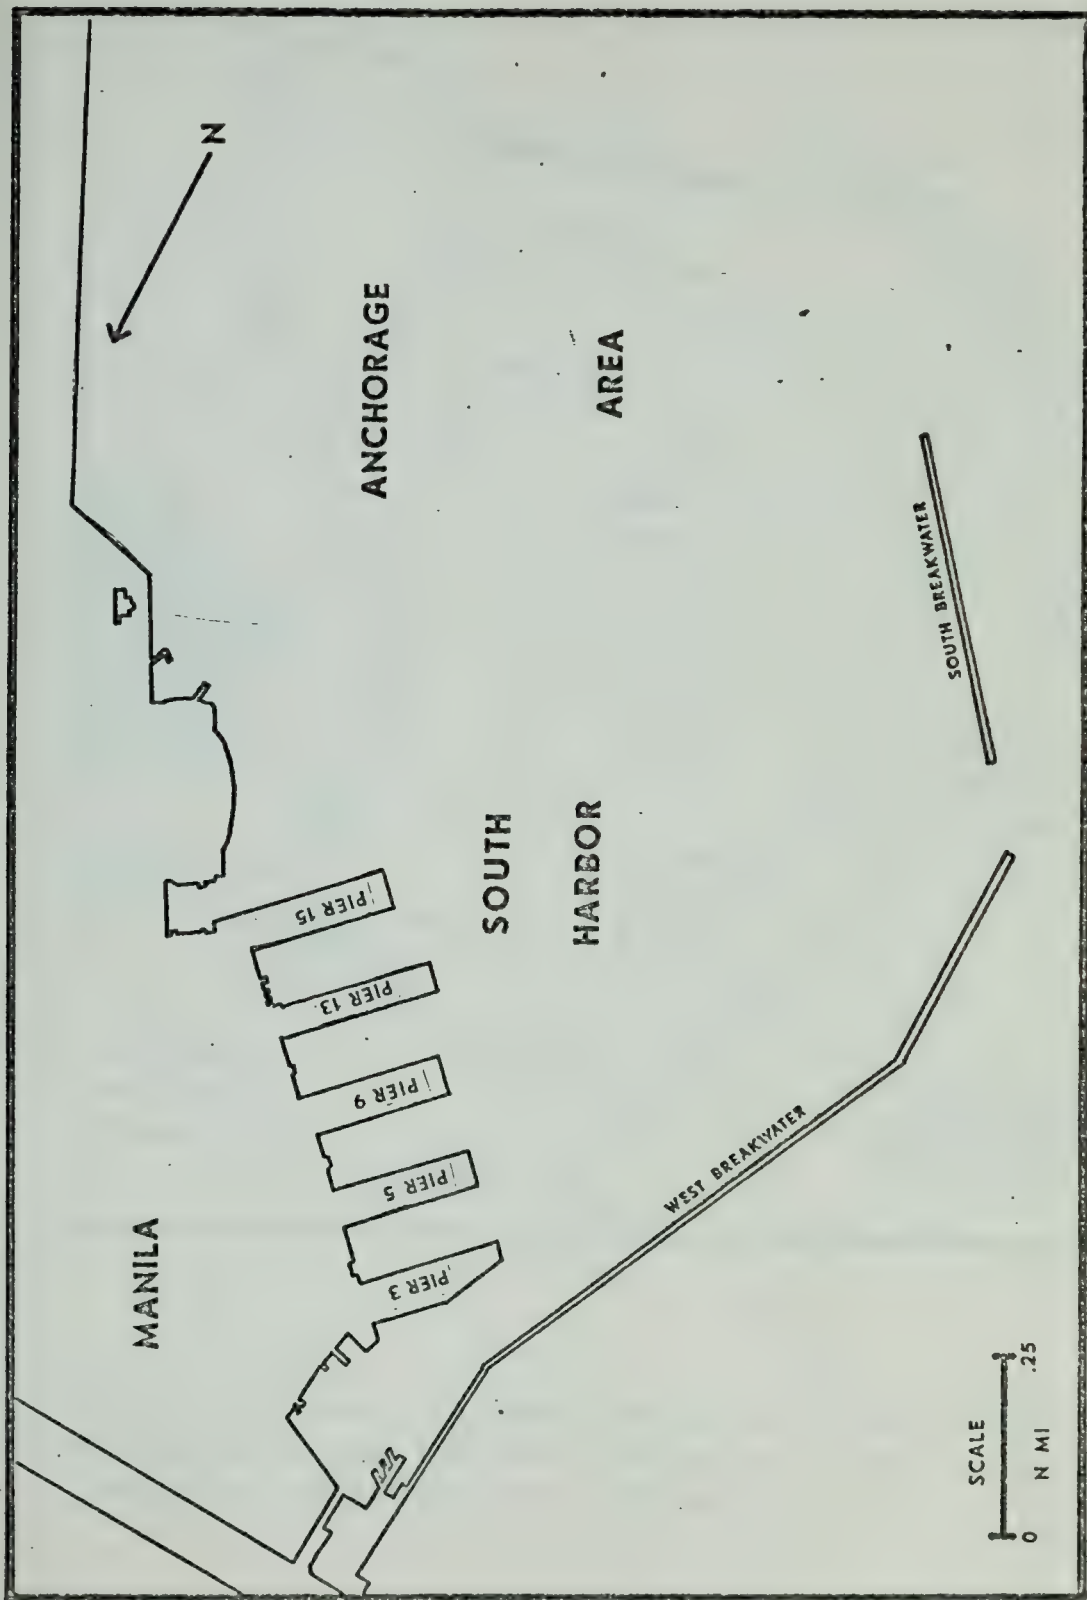 N
MANILA
ANCHORAGE
AREA
SOUTH
HARBOR
PIER 3
PIER 5
PIER 9
PIER 13
PIER 15
WEST BREAKWATER
SOUTH BREAKWATER
SCALE
0 .25
N MI